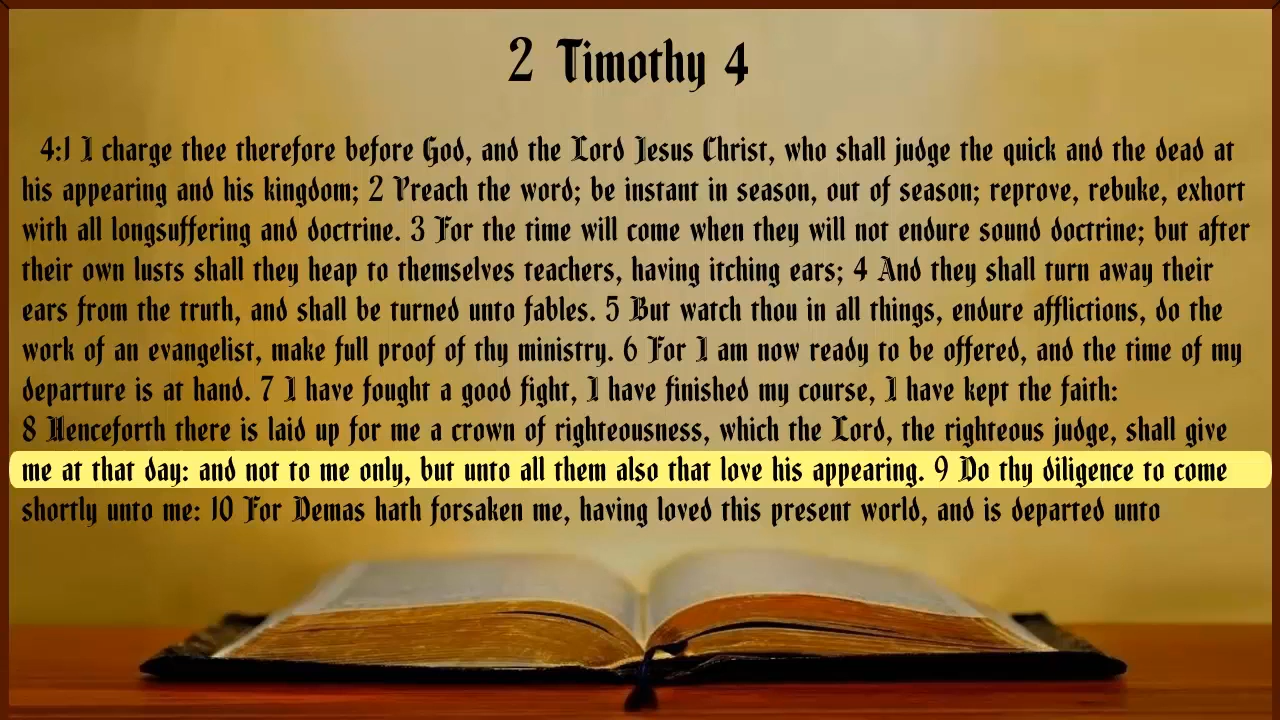 2 Timothy 4
4:1 I charge thee therefore before God, and the Lord Jesus Christ, who shall judge the quick and the dead at
his appearing and his kingdom; 2 Preach the word; be instant in season, out of season; reprove, rebuke, exhort
with all longsuffering and doctrine. 3 For the time will come when they will not endure sound doctrine; but after
their own lusts shall they heap to themselves teachers, having itching ears; 4 And they shall turn away their
ears from the truth, and shall be turned unto fables. 5 But watch thou in all things, endure afflictions, do the
work of an evangelist, make full proof of thy ministry. 6 For I am now ready to be offered, and the time of my
departure is at hand. 7 I have fought a good fight, I have finished my course, I have kept the faith:
8 Henceforth there is laid up for me a crown of righteousness, which the Lord, the righteous judge, shall give
me at that day: and not to me only, but unto all them also that love his appearing. 9 Do thy diligence to come
shortly unto me: 10 For Demas hath forsaken me, having loved this present world, and is departed unto